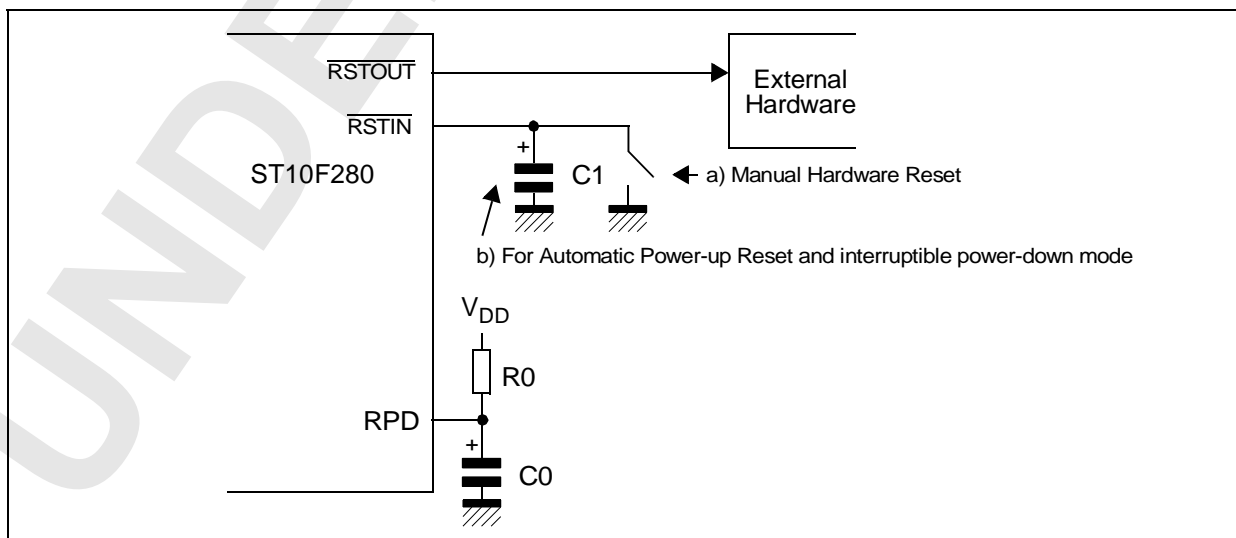 RSTOUT
External
Hardware
RSTIN
ST10F280
+
C1
a) Manual Hardware Reset
b) For Automatic Power-up Reset and interruptible power-down mode
VDD
R0
RPD
+
C0
UNDE